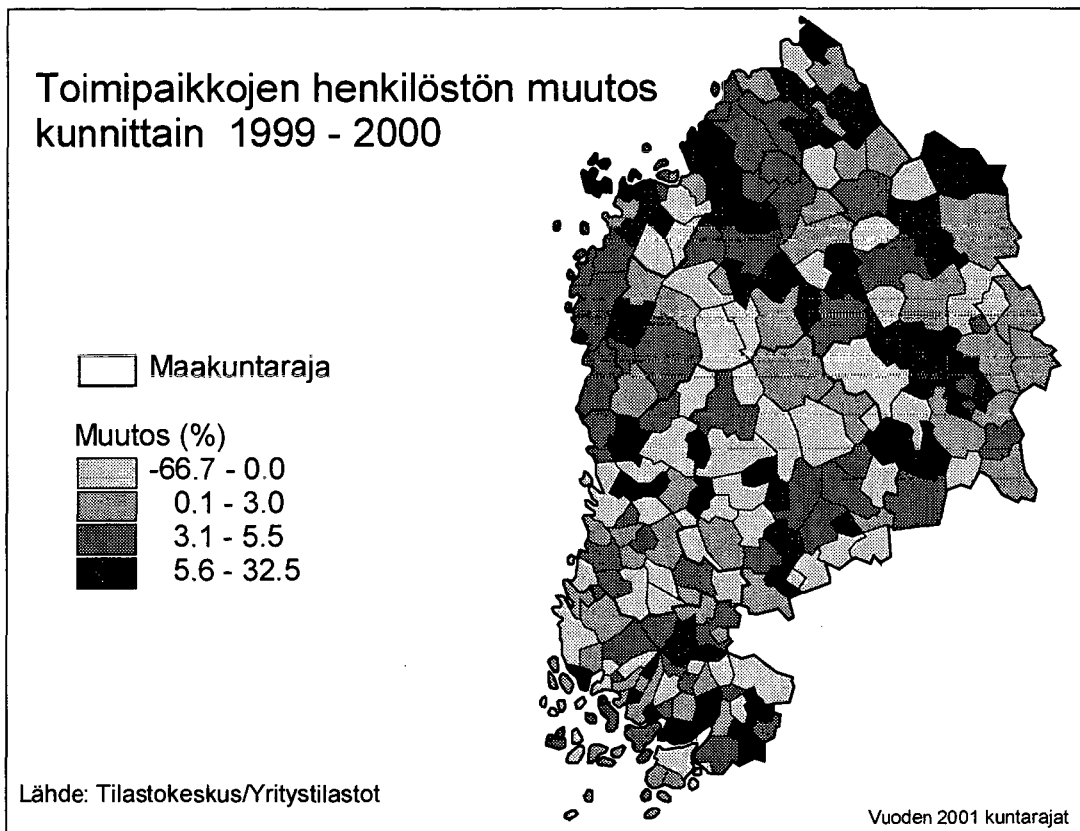 Toimipaikkojen henkilöstön muutos
kunnittain 1999 - 2000
Maakuntaraja
Muutos (%)
-66.7 - 0.0
0.1 - 3.0
3.1 - 5.5
5.6 - 32.5
Lähde: Tilastokeskus/Yritystilastot
Vuoden 2001 kuntarajat